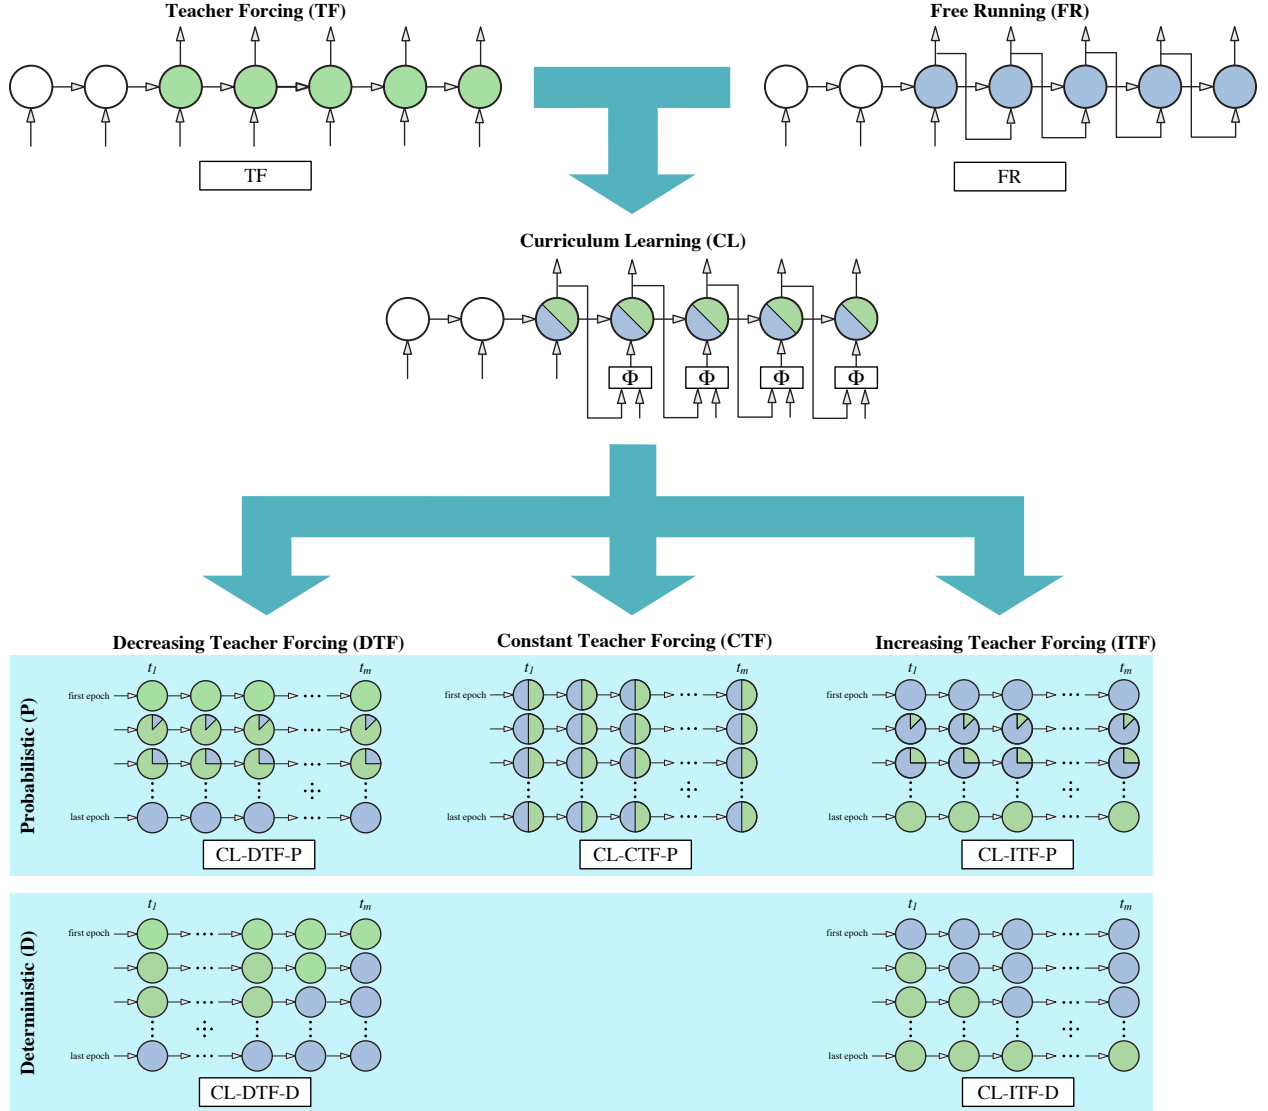 Teacher Forcing (TF)
Free Running (FR)
TF
FR
Curriculum Learning (CL)
Φ Φ Φ Φ
Decreasing Teacher Forcing (DTF)
Constant Teacher Forcing (CTF)
Increasing Teacher Forcing (ITF)
Probabilistic (P)
t1 tm
first epoch
...
...
...
last epoch ...
CL-DTF-P
t1 tm
first epoch ...
...
...
last epoch ...
CL-CTF-P
t1 tm
first epoch ...
...
...
last epoch ...
CL-ITF-P
Deterministic (D)
t1 tm
first epoch ...
...
...
last epoch ...
CL-DTF-D
t1 tm
first epoch ...
...
...
last epoch ...
CL-ITF-D